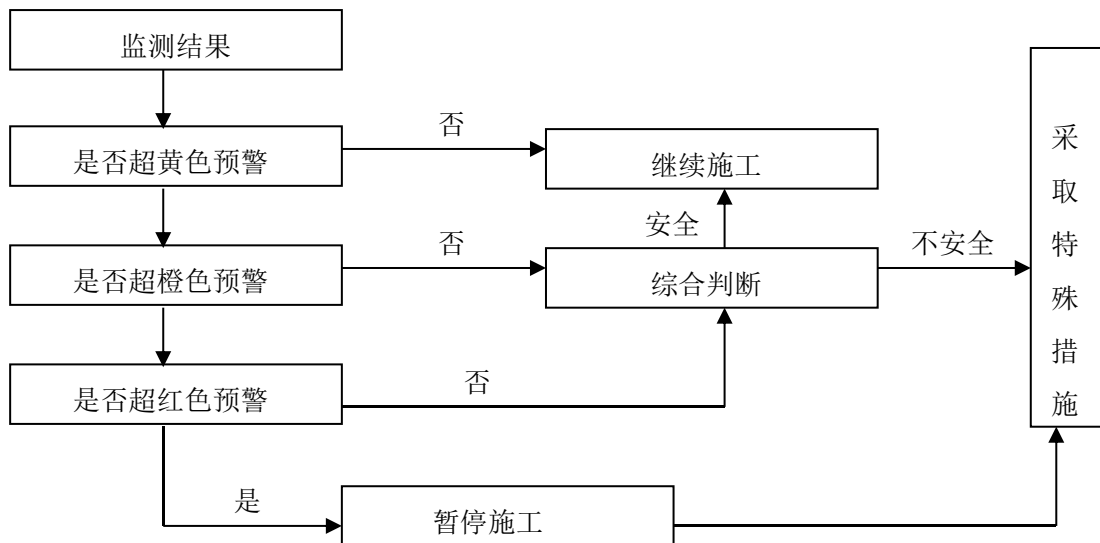 监测结果
是否超黄色预警
否
继续施工
安全
是否超橙色预警
否
综合判断
不安全
采取特殊措施
是否超红色预警
否
是
暂停施工